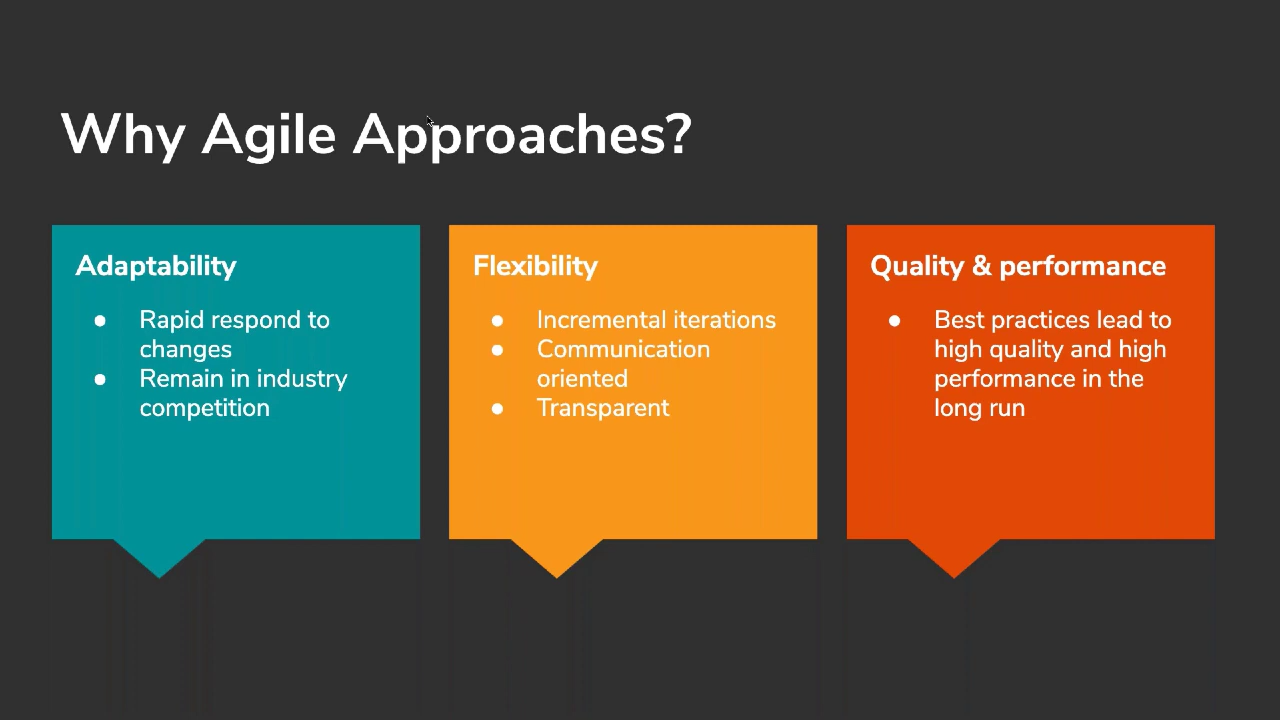 Why Agile Approaches?
Adaptability
● Rapid respond to
changes
● Remain in industry
competition
Flexibility
● Incremental iterations
● Communication
oriented
● Transparent
Quality & performance
● Best practices lead to
high quality and high
performance in the
long run